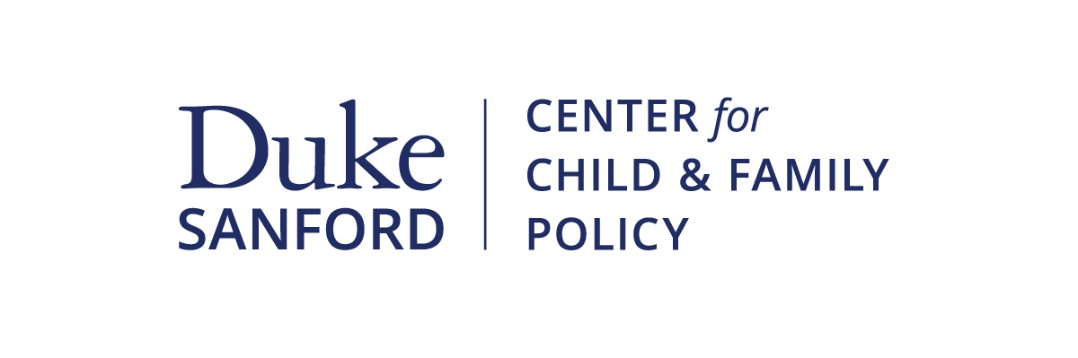 Duke
SANFORD
CENTER for
CHILD & FAMILY
POLICY